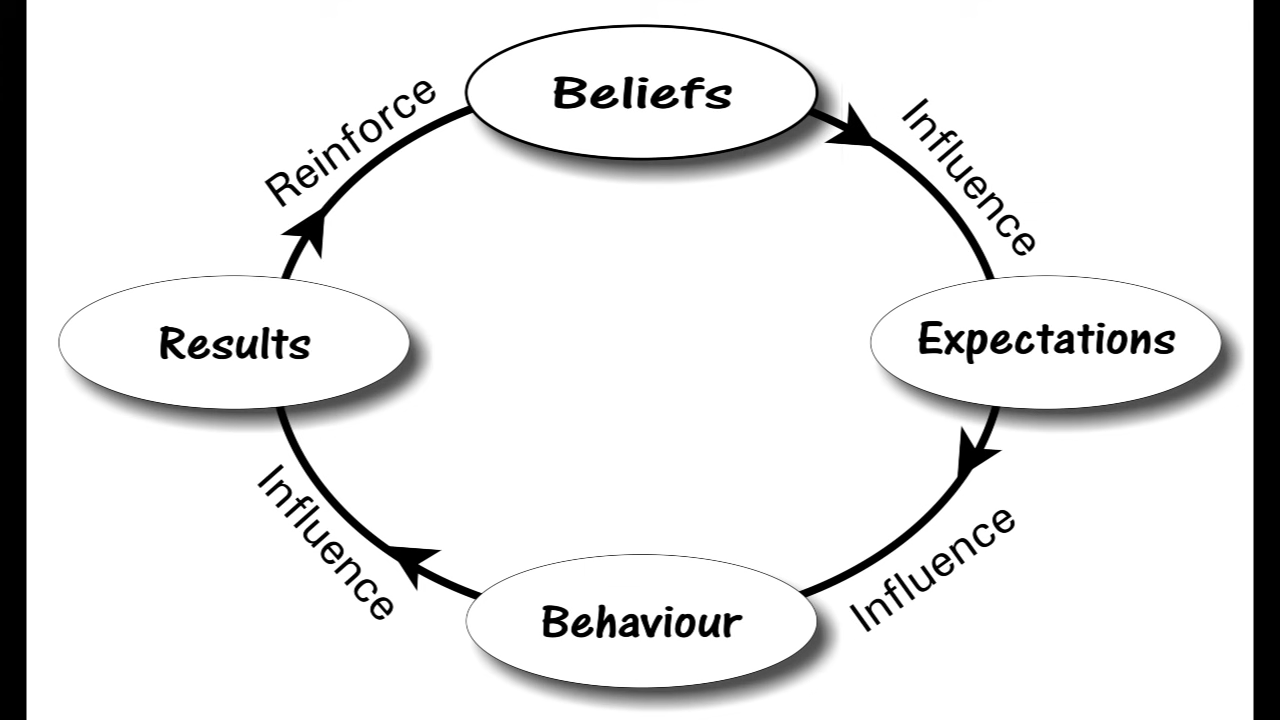 Beliefs
Reinforce
Influence
Results
Expectations
Influence
Influence
Behaviour